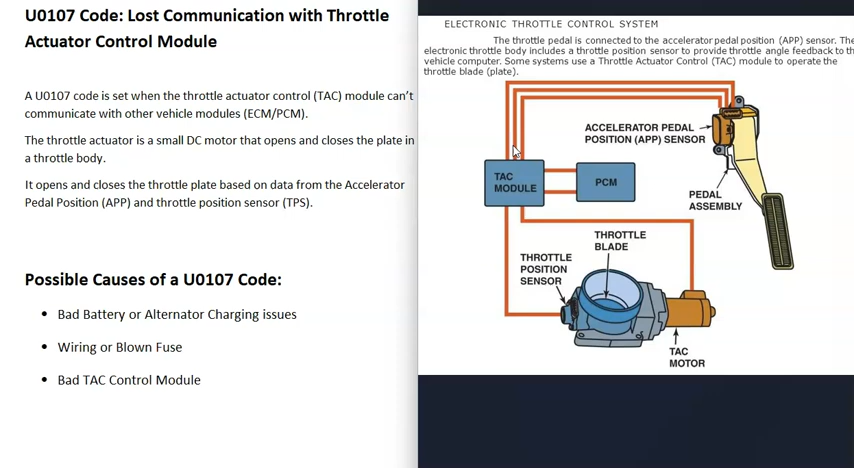 U0107 Code: Lost Communication with Throttle
Actuator Control Module
A U0107 code is set when the throttle actuator control (TAC) module can't
communicate with other vehicle modules (ECM/PCM).
The throttle actuator is a small DC motor that opens and closes the plate in
a throttle body.
It opens and closes the throttle plate based on data from the Accelerator
Pedal Position (APP) and throttle position sensor (TPS).
Possible Causes of a U0107 Code:
• Bad Battery or Alternator Charging issues
• Wiring or Blown Fuse
• Bad TAC Control Module
ELECTRONIC THROTTLE CONTROL SYSTEM
The throttle pedal is connected to the accelerator pedal position (APP) sensor. The
electronic throttle body includes a throttle position sensor to provide throttle angle feedback to th
vehicle computer. Some systems use a Throttle Actuator Control (TAC) module to operate the
throttle blade (plate).
ACCELERATOR PEDAL
POSITION (APP) SENSOR
TAC
MODULE
PCM
PEDAL
ASSEMBLY
THROTTLE
BLADE
THROTTLE
POSITION
SENSOR
TAC
MOTOR